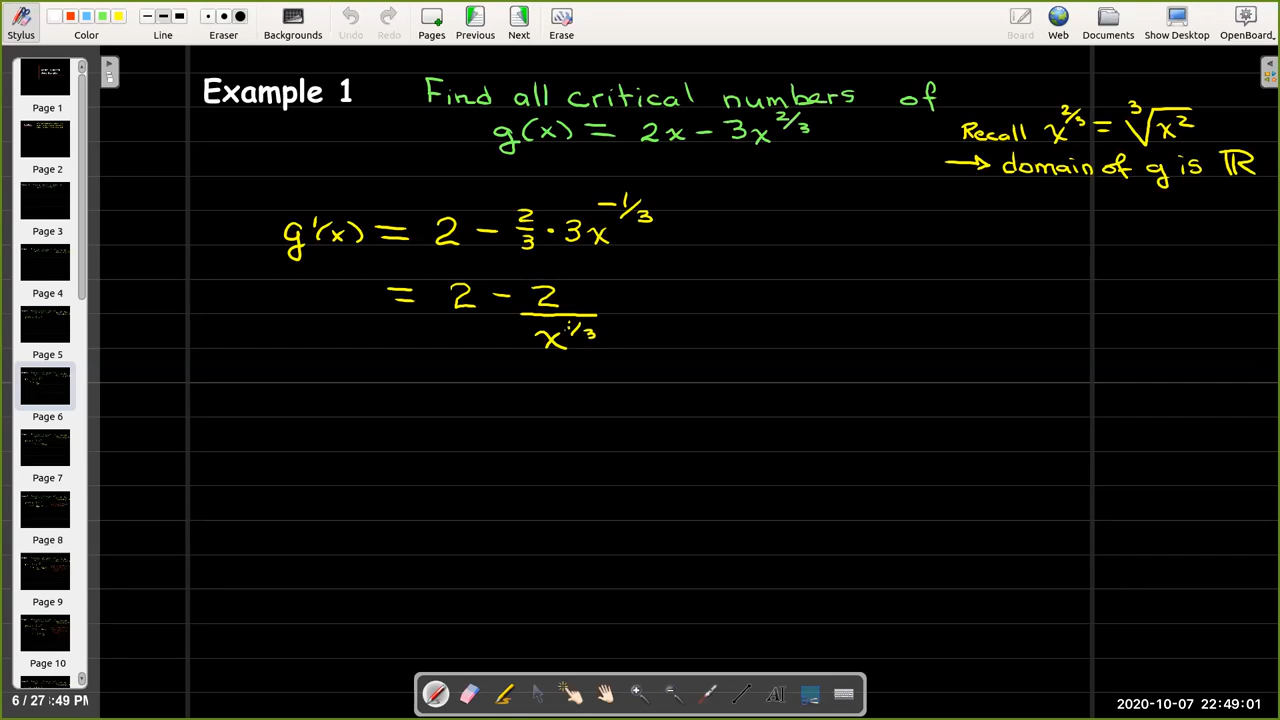 Stylus
Color
Line
Eraser
Backgrounds
Undo
Redo
Pages
Previous
Next
Erase
Board
Web
Documents
Show Desktop
OpenBoard
Page 1
Page 2
Page 3
Page 4
Page 5
Page 6
Page 7
Page 8
Page 9
Page 10
6 / 27
Example 1 Find all critical numbers of
g(x) = 2x - 3x^{2/3}
Recall x^{2/3} = ∛x²
→ domain of g is ℝ
g'(x) = 2 - 2/3 · 3x^{-1/3}
= 2 - 2/x^{1/3}
2020-10-07 22:49:01